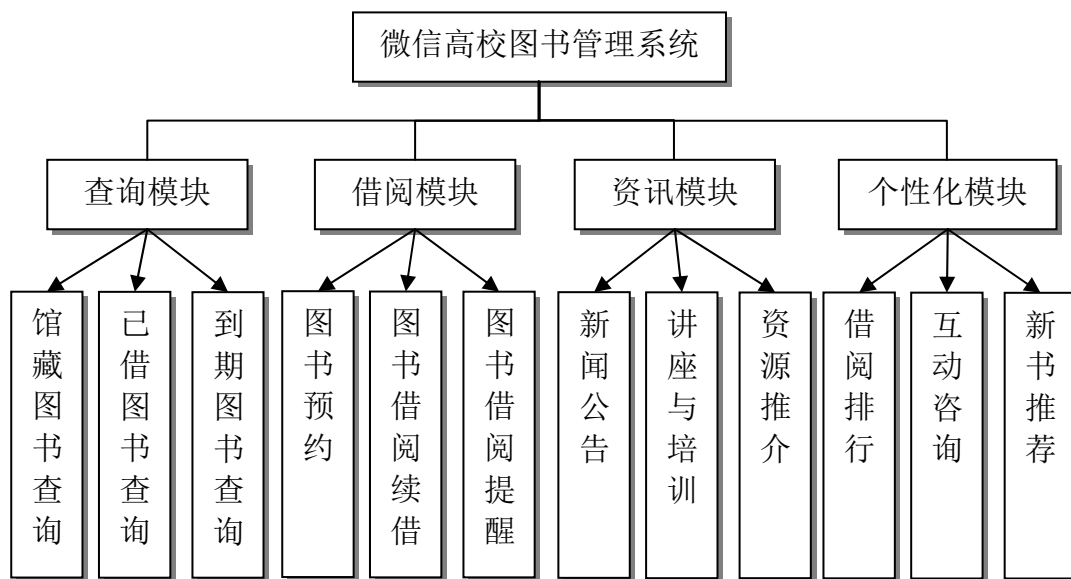 微信高校图书管理系统
查询模块
借阅模块
资讯模块
个性化模块
馆藏图书查询
已借图书查询
到期图书查询
图书预约
图书借阅续借
图书借阅提醒
新闻公告
讲座与培训
资源推介
借阅排行
互动咨询
新书推荐